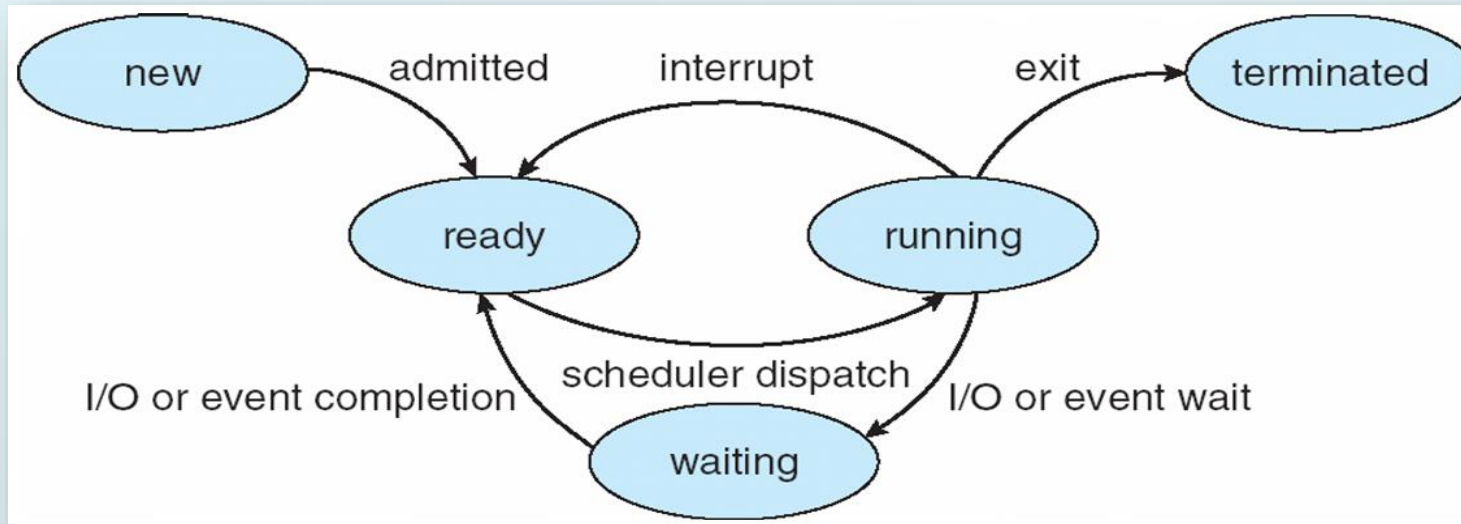 new
admitted
interrupt
exit
terminated
ready
running
scheduler dispatch
I/O or event completion
I/O or event wait
waiting